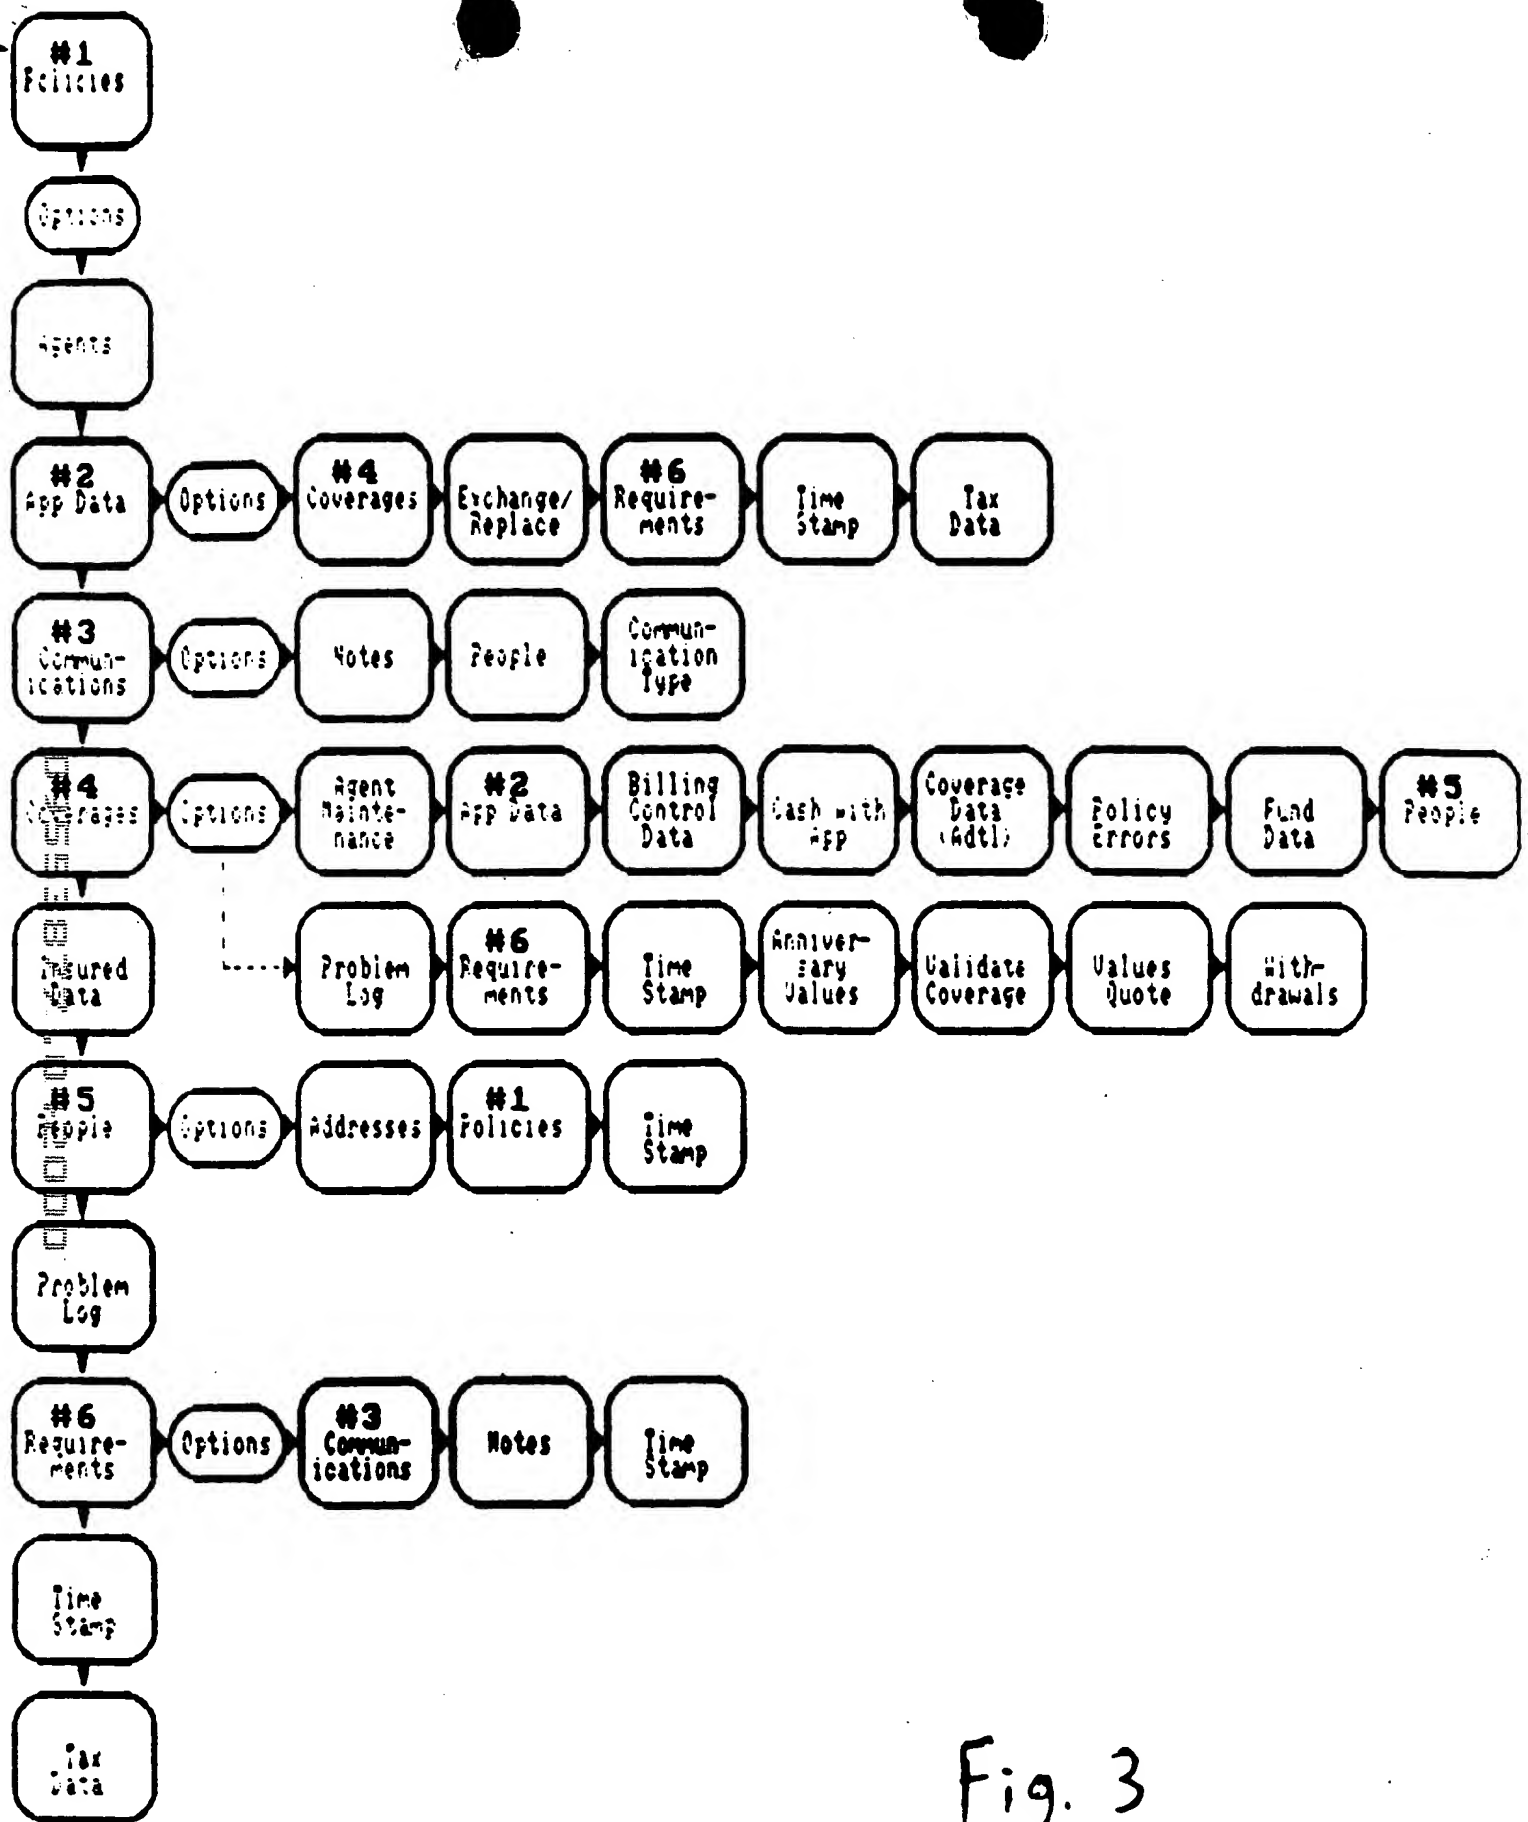 #1
Policies
Options
Agents
#2
App Data
Options
#4
Coverages
Exchange/
Replace
#6
Require-
ments
Time
Stamp
Tax
Data
#3
Commun-
ications
Options
Notes
People
Commun-
ication
Type
#4
Coverages
Options
Agent
Mainte-
nance
#2
App Data
Billing
Control
Data
Cash with
App
Coverage
Data
(Adtl)
Policy
Errors
Fund
Data
#5
People
Insured
Data
Problem
Log
#6
Require-
ments
Time
Stamp
Anniver-
sary
Values
Validate
Coverage
Values
Quote
With-
drawals
#5
People
Options
Addresses
#1
Policies
Time
Stamp
Problem
Log
#6
Require-
ments
Options
#3
Commun-
ications
Notes
Time
Stamp
Time
Stamp
Tax
Data
Fig. 3